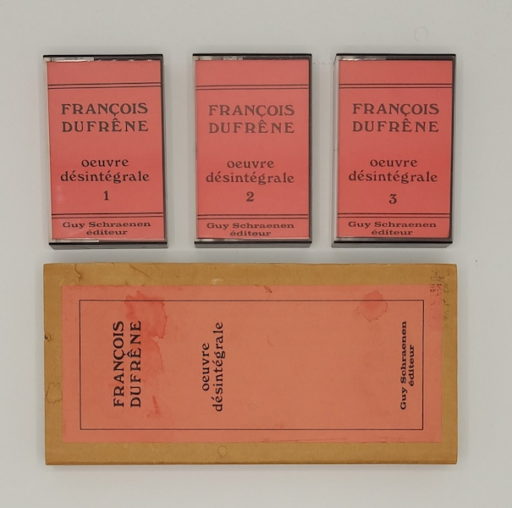 FRANÇOIS
DUFRÊNE
oeuvre
désintégrale
1
Guy Schraenen
éditeur
FRANÇOIS
DUFRÊNE
oeuvre
désintégrale
2
Guy Schraenen
éditeur
FRANÇOIS
DUFRÊNE
oeuvre
désintégrale
3
Guy Schraenen
éditeur
FRANÇOIS
DUFRÊNE
oeuvre
désintégrale
Guy Schraenen
éditeur